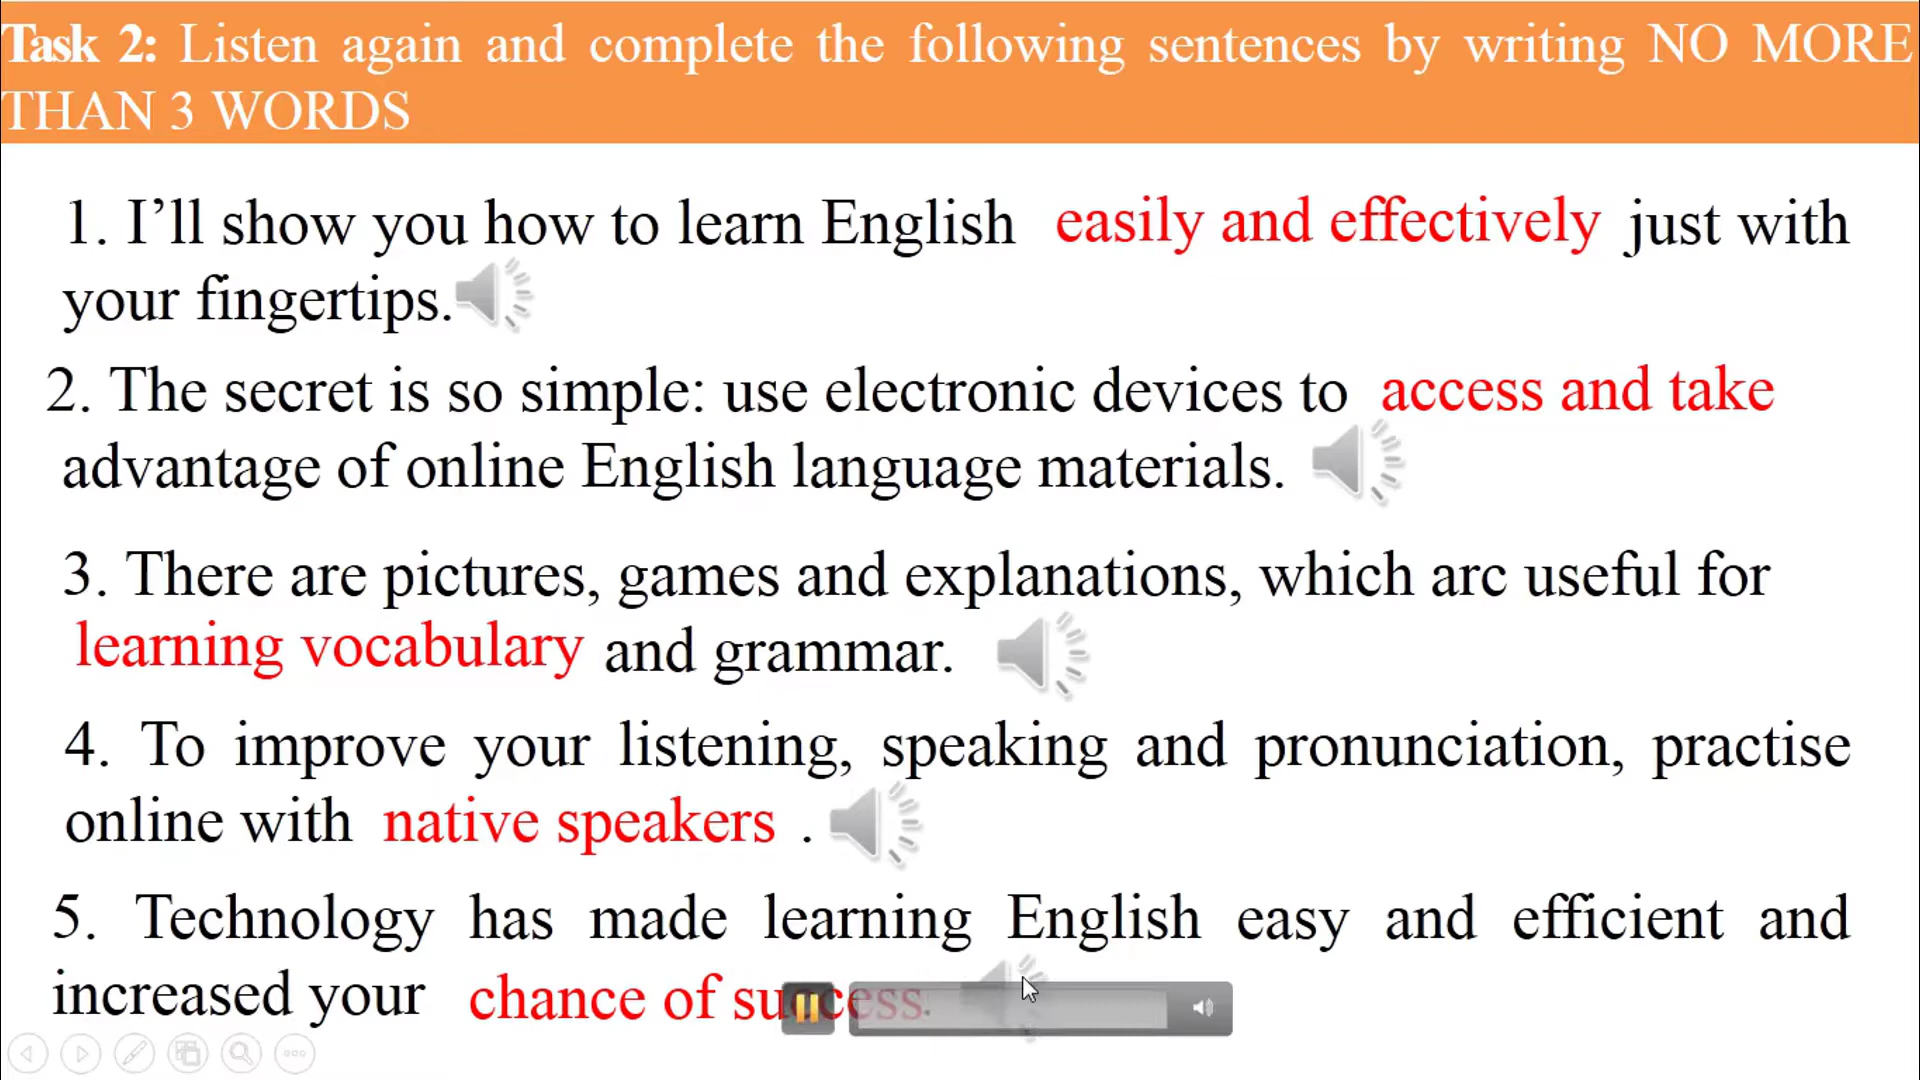 Task 2: Listen again and complete the following sentences by writing NO MORE
THAN 3 WORDS
1. I’ll show you how to learn English easily and effectively just with
your fingertips.
2. The secret is so simple: use electronic devices to access and take
advantage of online English language materials.
3. There are pictures, games and explanations, which arc useful for
learning vocabulary and grammar.
4. To improve your listening, speaking and pronunciation, practise
online with native speakers .
5. Technology has made learning English easy and efficient and
increased your chance of success.